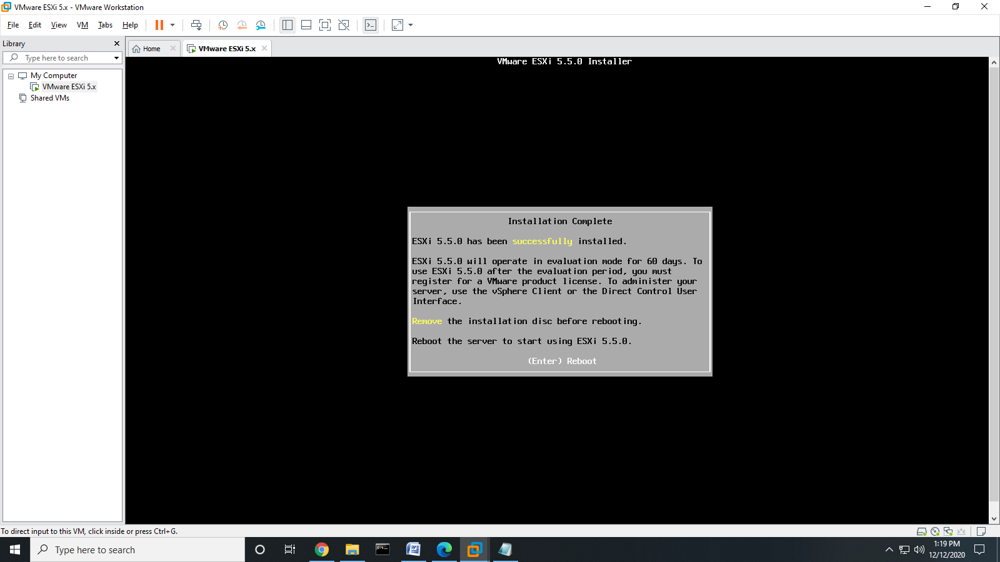 VMware ESXi 5.x - VMware Workstation
File Edit View VM Tabs Help
Library
Type here to search
My Computer
VMware ESXi 5.x
Shared VMs
Home
VMware ESXi 5.x
VMware ESXi 5.5.0 Installer
Installation Complete
ESXi 5.5.0 has been successfully installed.
ESXi 5.5.0 will operate in evaluation mode for 60 days. To
use ESXi 5.5.0 after the evaluation period, you must
register for a VMware product license. To administer your
server, use the vSphere Client or the Direct Control User
Interface.
Remove the installation disc before rebooting.
Reboot the server to start using ESXi 5.5.0.
(Enter) Reboot
To direct input to this VM, click inside or press Ctrl+G.
Type here to search
1:19 PM
12/12/2020